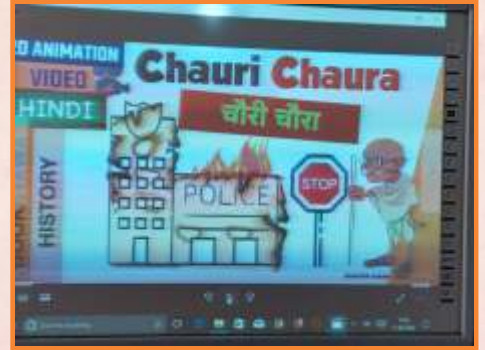 D ANIMATION
VIDEO
HINDI
Chauri Chaura
चौरी चौरा
HISTORY
POLICE
STOP